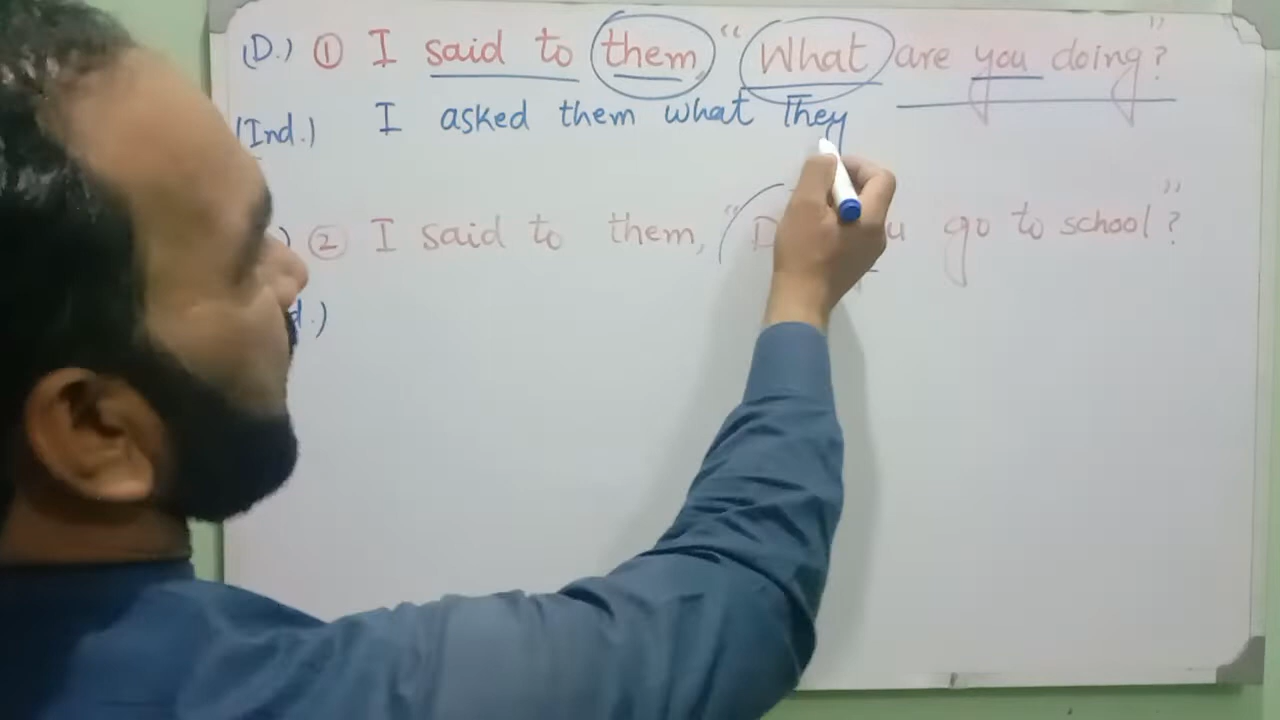 (D.) ① I said to them, “What are you doing?”
(Ind.) I asked them what They
② I said to them, “ go to school?”